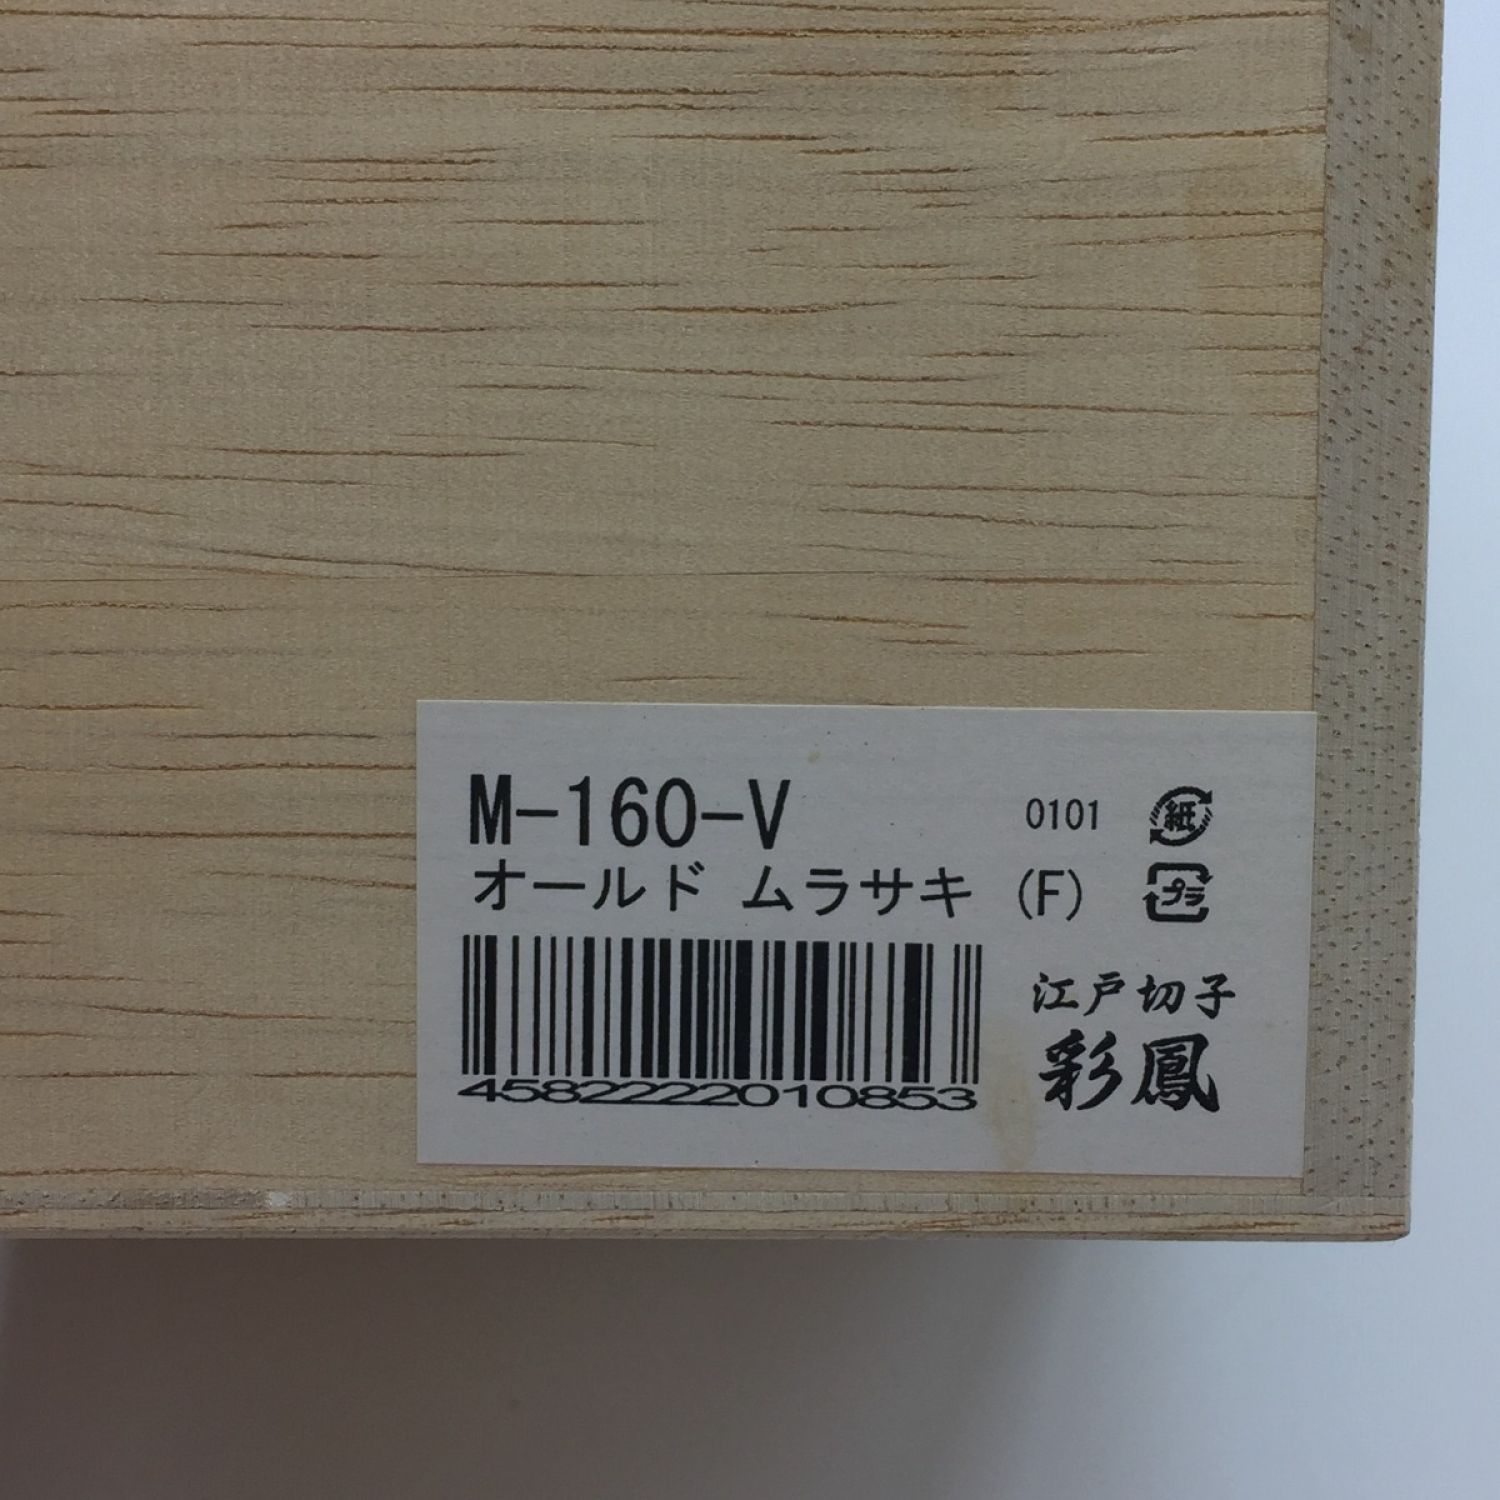 M-160-V 0101 紙
オールド ムラサキ (F) プラ
4582222010853
江戸切子
彩鳳